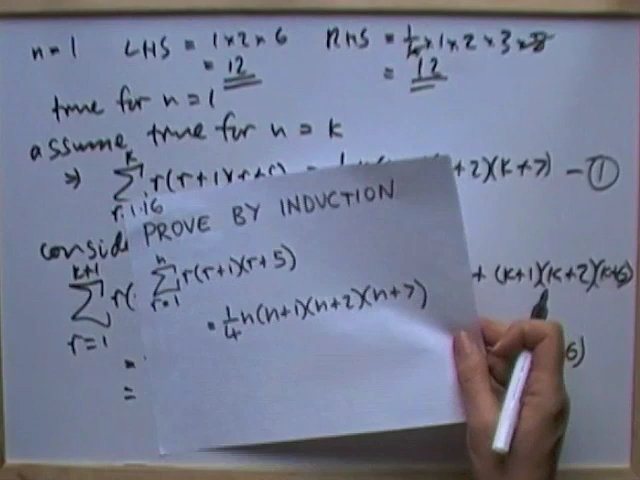 n=1 LHS = 1×2×6 RHS = 1/4×1×2×3×8
= 12 = 12
true for n=1
assume true for n=k
⇒ k Σ r(r+1)(r+5) = +2)(k+7) – ①
PROVE BY INDUCTION
n Σ r=1 r(r+1)(r+5)
= 1/4 n(n+1)(n+2)(n+7)
k+1 Σ r=1 r( + (k+1)(k+2)(k+6)
= 6)
=